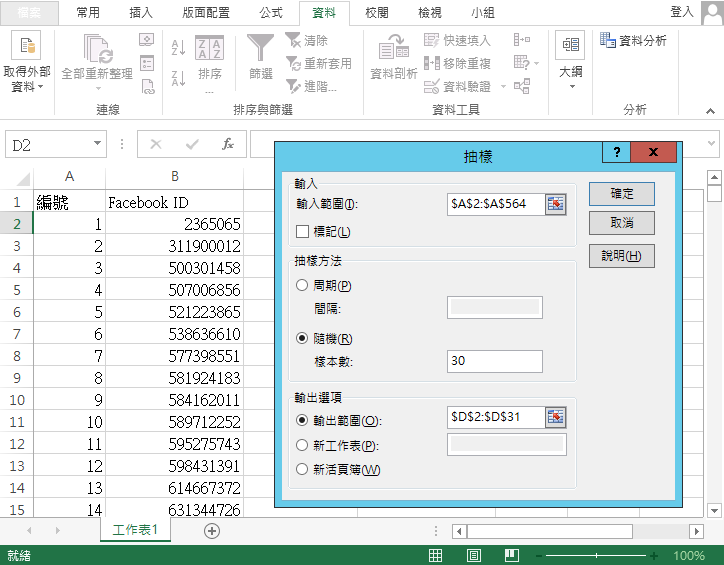 檔案 常用 插入 版面配置 公式 資料 校閱 檢視 小組 登入
取得外部
資料
全部重新整理
連線
排序
...
篩選
清除
重新套用
進階...
排序與篩選
資料剖析
快速填入
移除重複
資料驗證
資料工具
大綱
資料分析
分析
D2
fx
A B
1 編號 Facebook ID
2 1 2365065
3 2 311900012
4 3 500301458
5 4 507006856
6 5 521223865
7 6 538636610
8 7 577398551
9 8 581924183
10 9 584162011
11 10 589712252
12 11 595275743
13 12 598431391
14 13 614667372
15 14 631344726
抽樣
?
輸入
輸入範圍(I): $A$2:$A$564
標記(L)
抽樣方法
周期(P)
間隔:
隨機(R)
樣本數: 30
輸出選項
輸出範圍(O): $D$2:$D$31
新工作表(P):
新活頁簿(W)
確定
取消
說明(H)
工作表1
就緒
100%